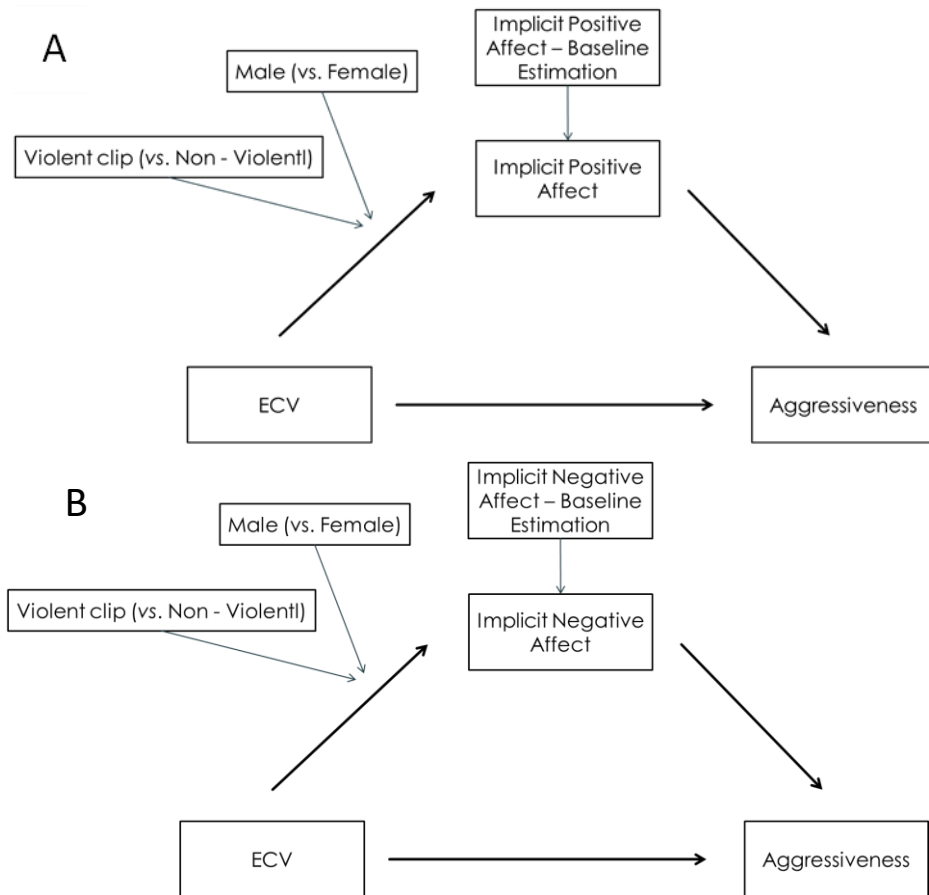 A
Implicit Positive
Affect – Baseline
Estimation
Male (vs. Female)
Violent clip (vs. Non - Violentl)
Implicit Positive
Affect
ECV
Aggressiveness
B
Implicit Negative
Affect – Baseline
Estimation
Male (vs. Female)
Violent clip (vs. Non - Violentl)
Implicit Negative
Affect
ECV
Aggressiveness